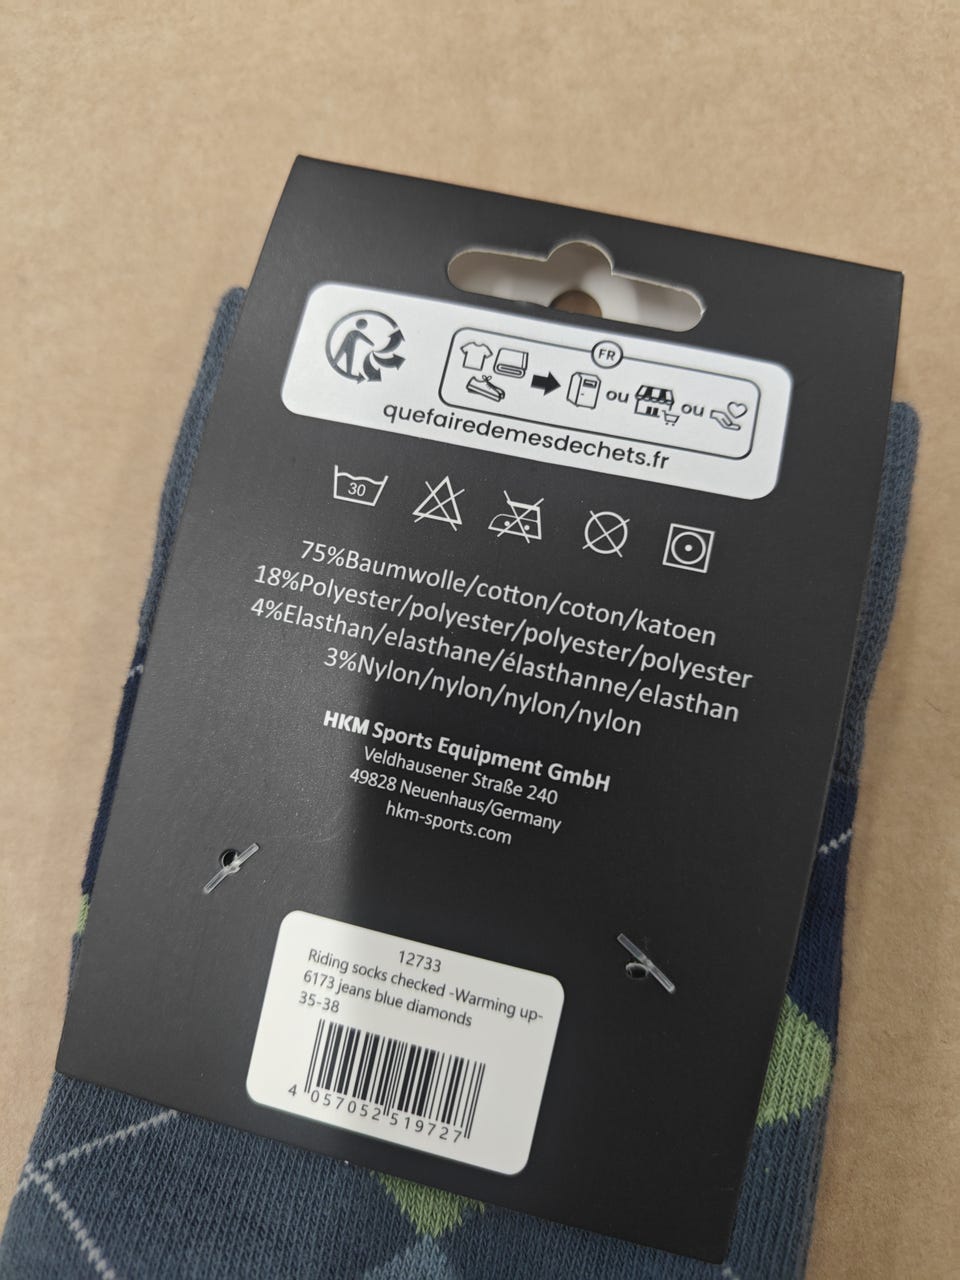 FR
ou
ou
quefairedemesdechets.fr
30
75%Baumwolle/cotton/coton/katoen
18%Polyester/polyester/polyester/polyester
4%Elasthan/elasthane/élasthanne/elasthan
3%Nylon/nylon/nylon/nylon
HKM Sports Equipment GmbH
Veldhausener Straße 240
49828 Neuenhaus/Germany
hkm-sports.com
12733
Riding socks checked -Warming up-
6173 jeans blue diamonds
35-38
4 057052 519727